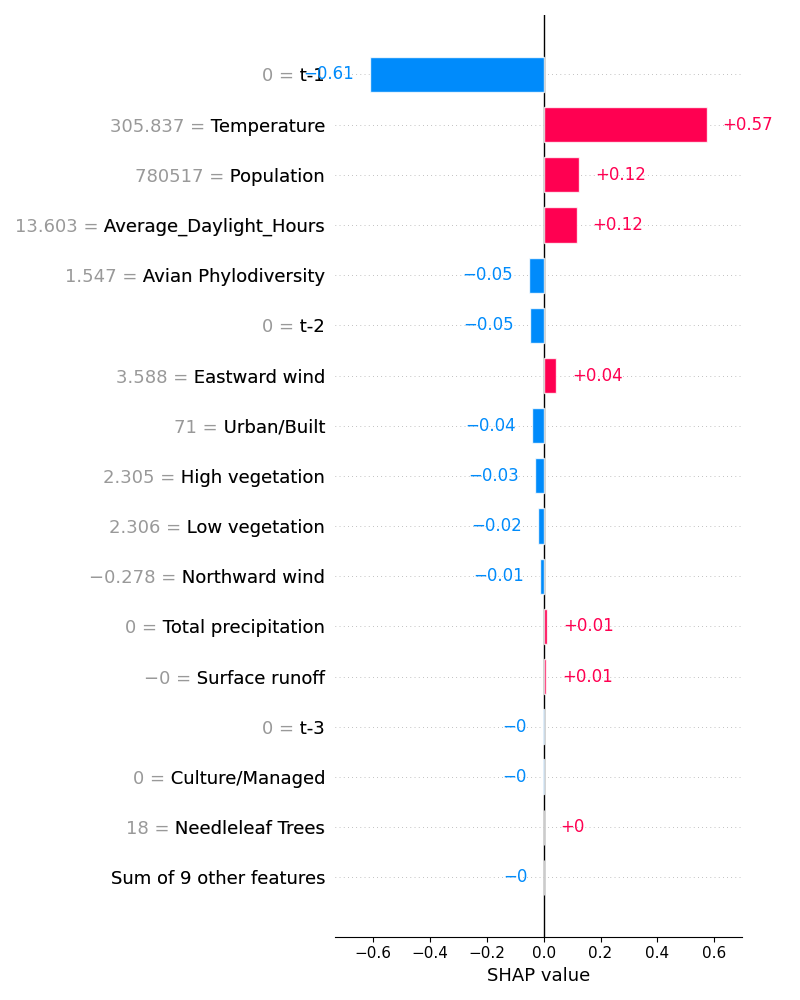 0 = t-1 −0.61
305.837 = Temperature +0.57
780517 = Population +0.12
13.603 = Average_Daylight_Hours +0.12
1.547 = Avian Phylodiversity −0.05
0 = t-2 −0.05
3.588 = Eastward wind +0.04
71 = Urban/Built −0.04
2.305 = High vegetation −0.03
2.306 = Low vegetation −0.02
−0.278 = Northward wind −0.01
0 = Total precipitation +0.01
−0 = Surface runoff +0.01
0 = t-3 −0
0 = Culture/Managed −0
18 = Needleleaf Trees +0
Sum of 9 other features −0
−0.6 −0.4 −0.2 0.0 0.2 0.4 0.6
SHAP value